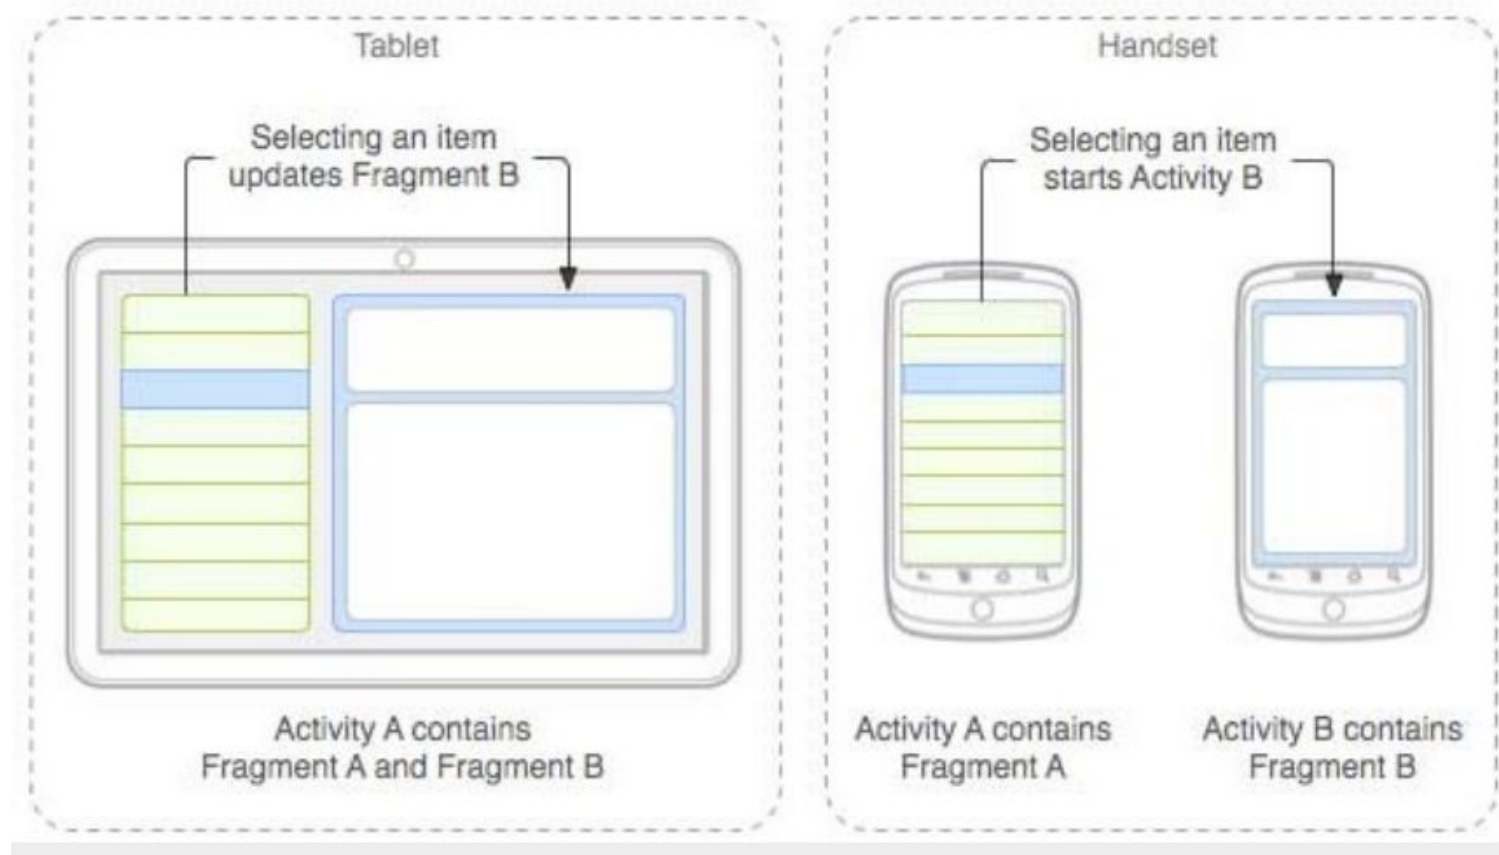 Tablet
Selecting an item
updates Fragment B
Activity A contains
Fragment A and Fragment B
Handset
Selecting an item
starts Activity B
Activity A contains
Fragment A
Activity B contains
Fragment B